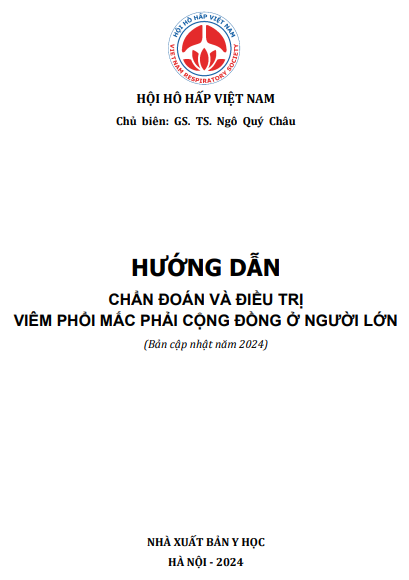 HỘI HÔ HẤP VIỆT NAM
VIETNAM RESPIRATORY SOCIETY
HỘI HÔ HẤP VIỆT NAM
Chủ biên: GS. TS. Ngô Quý Châu
HƯỚNG DẪN
CHẨN ĐOÁN VÀ ĐIỀU TRỊ
VIÊM PHỔI MẮC PHẢI CỘNG ĐỒNG Ở NGƯỜI LỚN
(Bản cập nhật năm 2024)
NHÀ XUẤT BẢN Y HỌC
HÀ NỘI - 2024